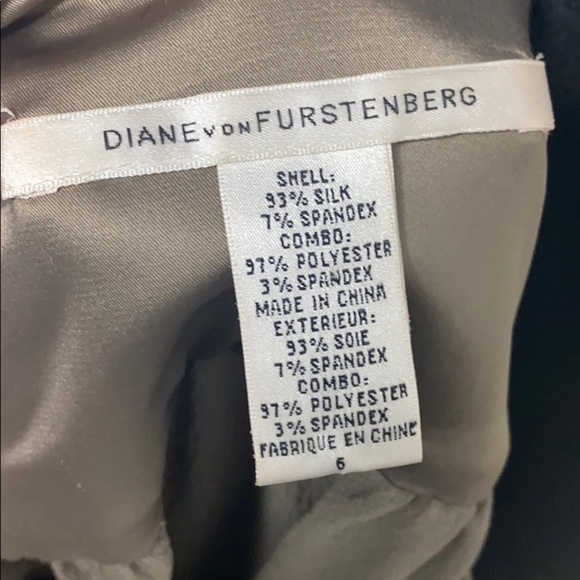 DIANE VON FURSTENBERG
SHELL:
93% SILK
7% SPANDEX
COMBO:
97% POLYESTER
3% SPANDEX
MADE IN CHINA
EXTERIEUR:
93% SOIE
7% SPANDEX
COMBO:
97% POLYESTER
3% SPANDEX
FABRIQUE EN CHINE
6